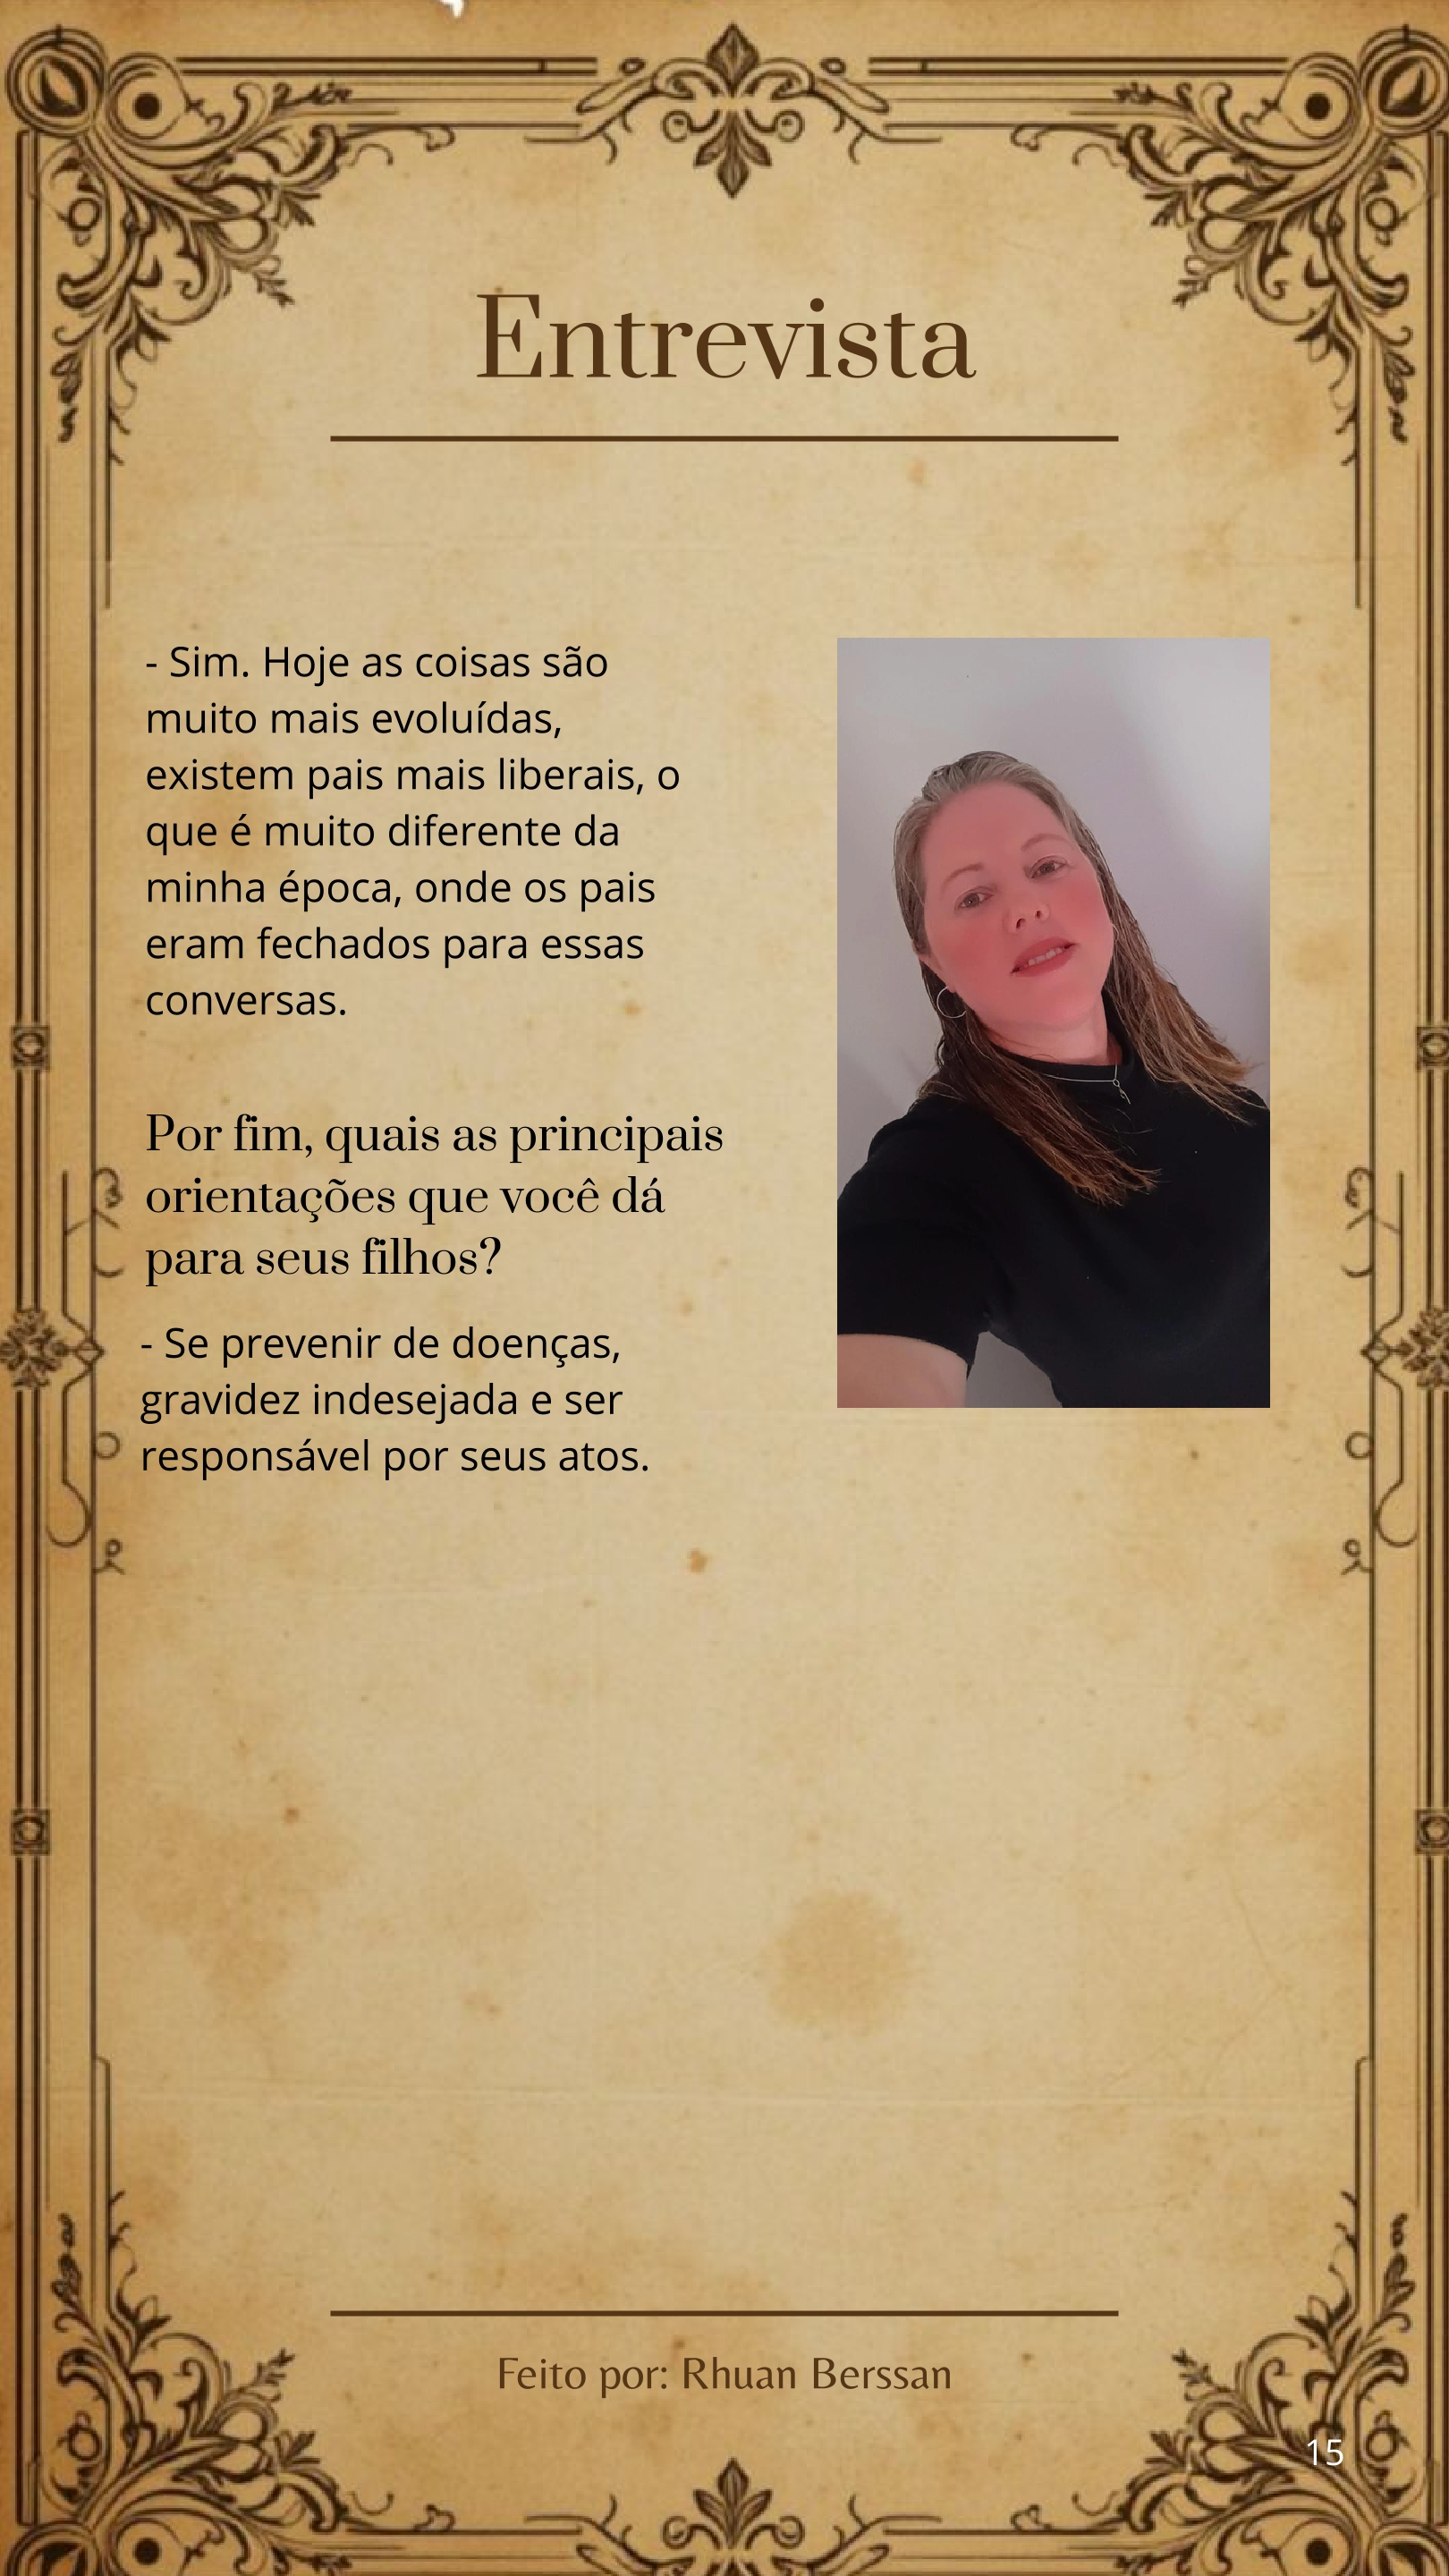 Entrevista
- Sim. Hoje as coisas são
muito mais evoluídas,
existem pais mais liberais, o
que é muito diferente da
minha época, onde os pais
eram fechados para essas
conversas.
Por fim, quais as principais
orientações que você dá
para seus filhos?
- Se prevenir de doenças,
gravidez indesejada e ser
responsável por seus atos.
Feito por: Rhuan Berssan
15